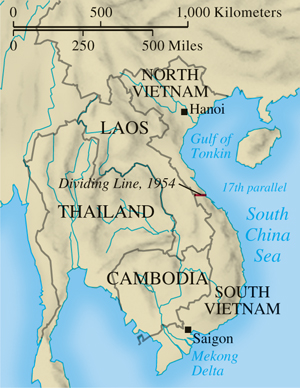 0 500 1,000 Kilometers
0 250 500 Miles
NORTH
VIETNAM
Hanoi
LAOS
Gulf of
Tonkin
Dividing Line, 1954
17th parallel
THAILAND
South
China
Sea
CAMBODIA
SOUTH
VIETNAM
Saigon
Mekong
Delta